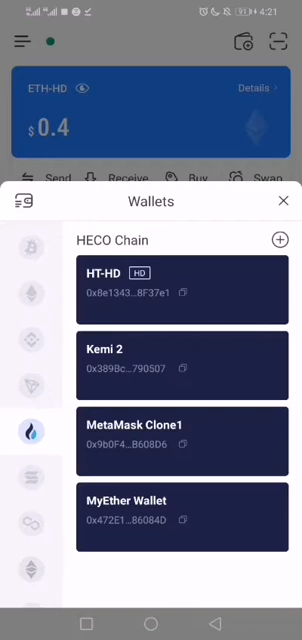 91 4:21
ETH-HD
Details >
$0.4
Send Receive Buy Swap
Wallets
HECO Chain
HT-HD HD
0x8e1343...8F37e1
Kemi 2
0x389Bc...790507
MetaMask Clone1
0x9b0F4...B608D6
MyEther Wallet
0x472E1...86084D